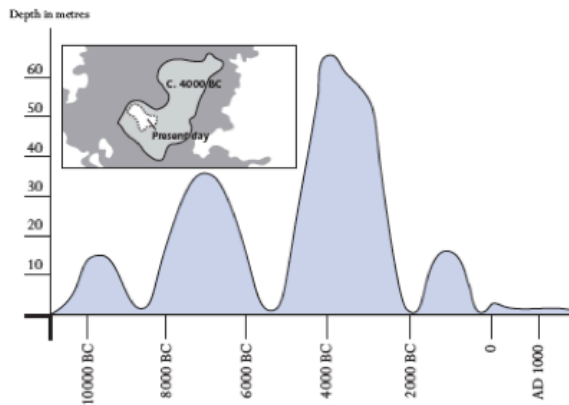 Depth in metres
60
50
40
30
20
10
C. 4000 BC
Present day
10000 BC
8000 BC
6000 BC
4000 BC
2000 BC
0
AD 1000